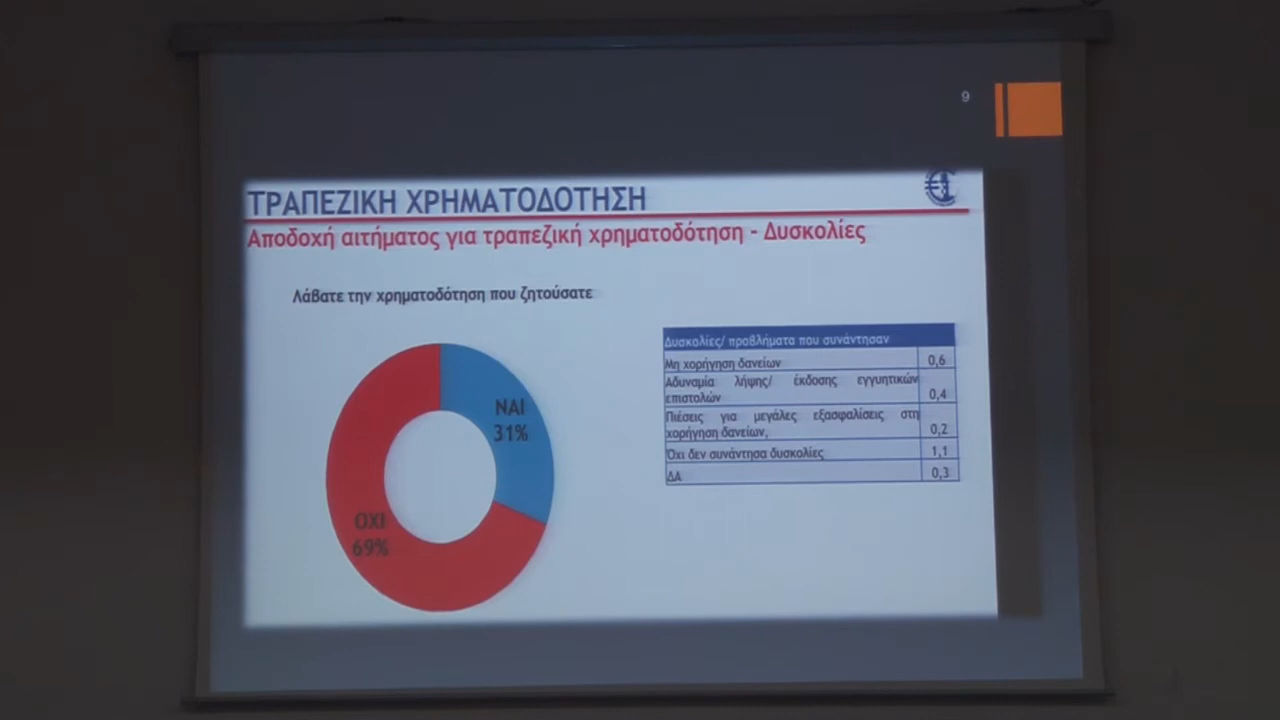 9
ΤΡΑΠΕΖΙΚΗ ΧΡΗΜΑΤΟΔΟΤΗΣΗ
Αποδοχή αιτήματος για τραπεζική χρηματοδότηση - Δυσκολίες
Λάβατε την χρηματοδότηση που ζητούσατε
ΝΑΙ
31%
ΟΧΙ
69%
Δυσκολίες/ προβλήματα που συνάντησαν
Μη χορήγηση δανείων 0,6
Αδυναμία λήψης/ έκδοσης εγγυητικών
επιστολών 0,4
Πιέσεις για μεγάλες εξασφαλίσεις στη
χορήγηση δανείων, 0,2
Όχι δεν συνάντησα δυσκολίες 1,1
ΔΑ 0,3